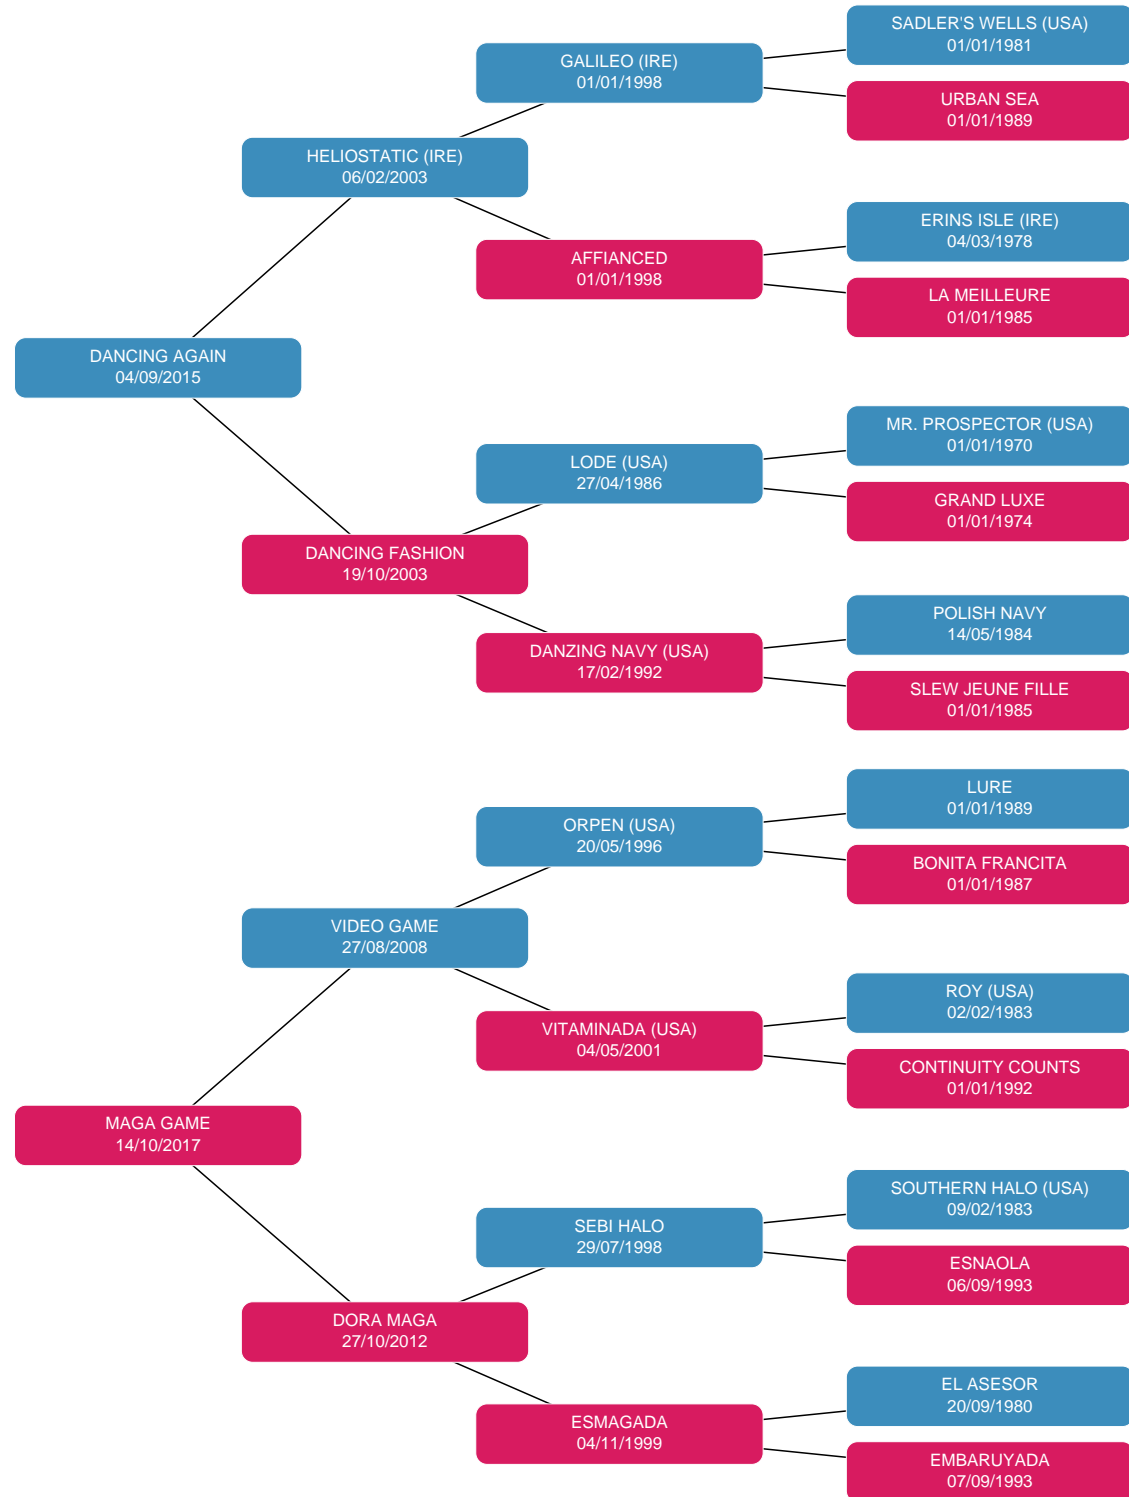 SADLER'S WELLS (USA)
01/01/1981
GALILEO (IRE)
01/01/1998
URBAN SEA
01/01/1989
HELIOSTATIC (IRE)
06/02/2003
ERINS ISLE (IRE)
04/03/1978
AFFIANCED
01/01/1998
LA MEILLEURE
01/01/1985
DANCING AGAIN
04/09/2015
MR. PROSPECTOR (USA)
01/01/1970
LODE (USA)
27/04/1986
GRAND LUXE
01/01/1974
DANCING FASHION
19/10/2003
POLISH NAVY
14/05/1984
DANZING NAVY (USA)
17/02/1992
SLEW JEUNE FILLE
01/01/1985
LURE
01/01/1989
ORPEN (USA)
20/05/1996
BONITA FRANCITA
01/01/1987
VIDEO GAME
27/08/2008
ROY (USA)
02/02/1983
VITAMINADA (USA)
04/05/2001
CONTINUITY COUNTS
01/01/1992
MAGA GAME
14/10/2017
SOUTHERN HALO (USA)
09/02/1983
SEBI HALO
29/07/1998
ESNAOLA
06/09/1993
DORA MAGA
27/10/2012
EL ASESOR
20/09/1980
ESMAGADA
04/11/1999
EMBARUYADA
07/09/1993